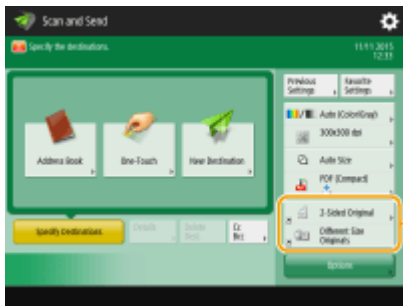 Scan and Send
Specify the destinations.
11/11 2015
12:33
Previous
Settings
Favorite
Settings
Auto (Color/Gray)
300x300 dpi
Address Book
One-Touch
New Destination
Auto Size
PDF (Compact)
2-Sided Original
Specify Destinations
Details
Delete
Dest.
Cc
Bcc
Different Size
Originals
Options